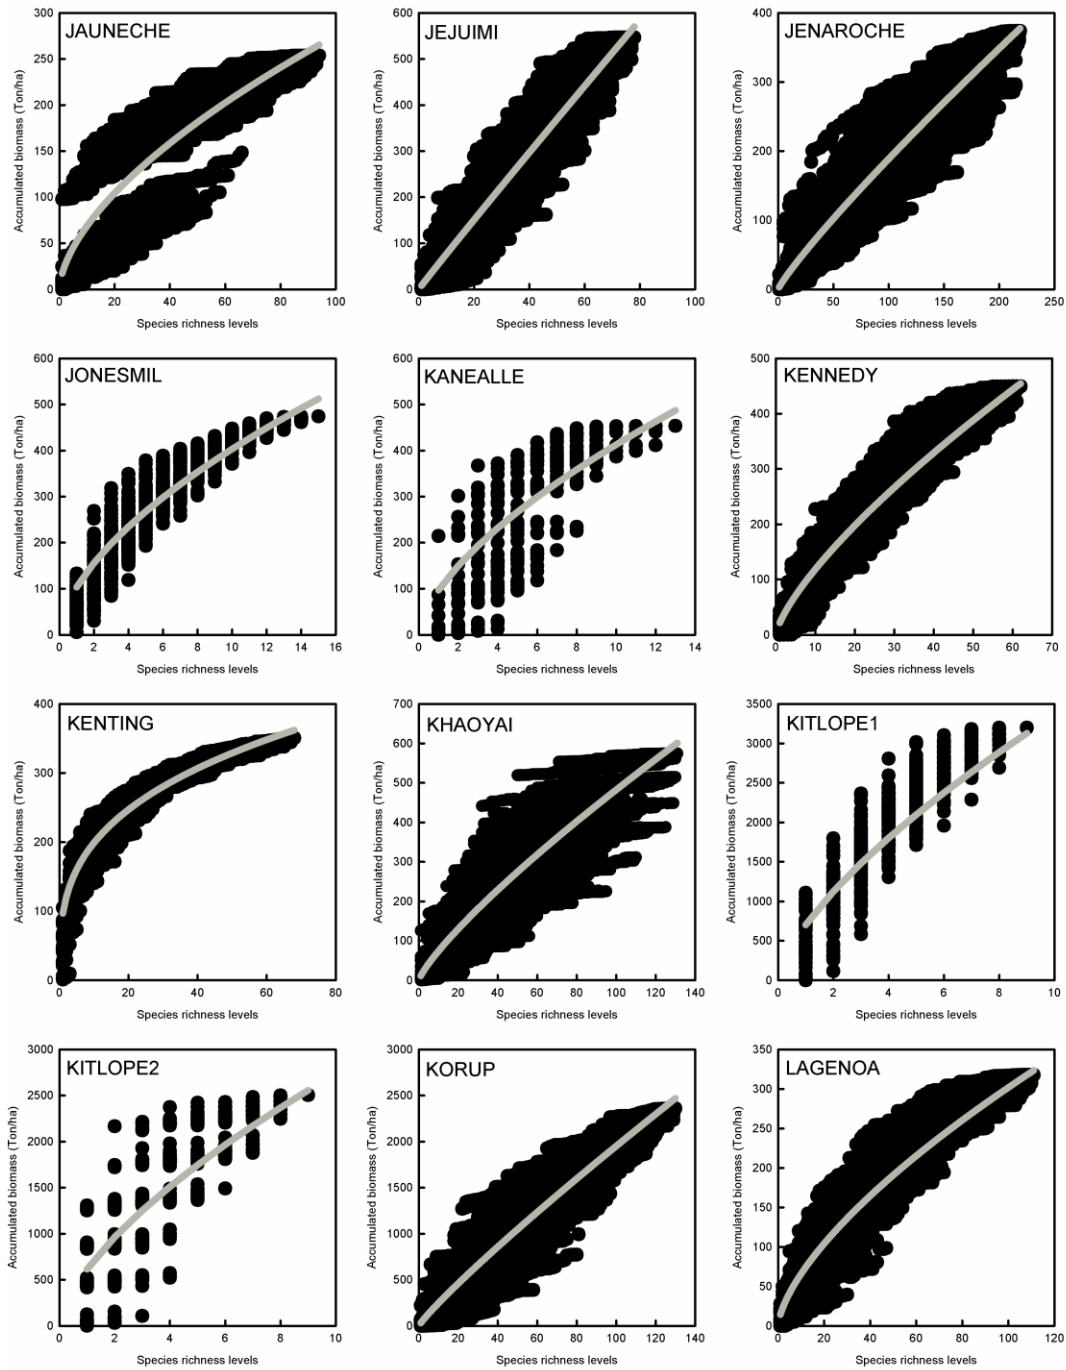 JAUNECHE
Accumulated biomass (Ton/ha)
300
250
200
150
100
50
0
0 20 40 60 80 100
Species richness levels
JEJUIMI
Accumulated biomass (Ton/ha)
600
500
400
300
200
100
0
0 20 40 60 80 100
Species richness levels
JENAROCHE
Accumulated biomass (Ton/ha)
400
300
200
100
0
0 50 100 150 200 250
Species richness levels
JONESMIL
Accumulated biomass (Ton/ha)
600
500
400
300
200
100
0
0 2 4 6 8 10 12 14 16
Species richness levels
KANEALLE
Accumulated biomass (Ton/ha)
600
500
400
300
200
100
0
0 2 4 6 8 10 12 14
Species richness levels
KENNEDY
Accumulated biomass (Ton/ha)
500
400
300
200
100
0
0 10 20 30 40 50 60 70
Species richness levels
KENTING
Accumulated biomass (Ton/ha)
400
300
200
100
0
0 20 40 60 80
Species richness levels
KHAOYAI
Accumulated biomass (Ton/ha)
700
600
500
400
300
200
100
0
0 20 40 60 80 100 120 140
Species richness levels
KITLOPE1
Accumulated biomass (Ton/ha)
3500
3000
2500
2000
1500
1000
500
0
0 2 4 6 8 10
Species richness levels
KITLOPE2
Accumulated biomass (Ton/ha)
3000
2500
2000
1500
1000
500
0
0 2 4 6 8 10
Species richness levels
KORUP
Accumulated biomass (Ton/ha)
3000
2500
2000
1500
1000
500
0
0 20 40 60 80 100 120 140
Species richness levels
LAGENOA
Accumulated biomass (Ton/ha)
350
300
250
200
150
100
50
0
0 20 40 60 80 100 120
Species richness levels